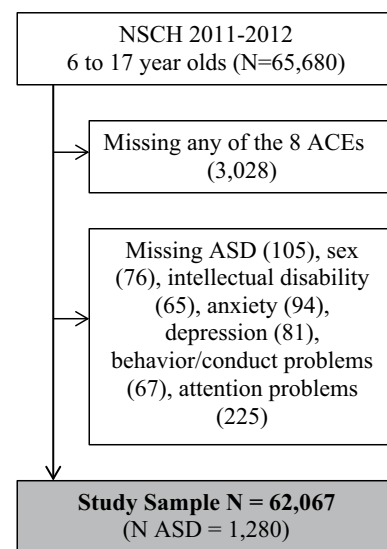 NSCH 2011-2012
6 to 17 year olds (N=65,680)
Missing any of the 8 ACEs
(3,028)
Missing ASD (105), sex
(76), intellectual disability
(65), anxiety (94),
depression (81),
behavior/conduct problems
(67), attention problems
(225)
Study Sample N = 62,067
(N ASD = 1,280)